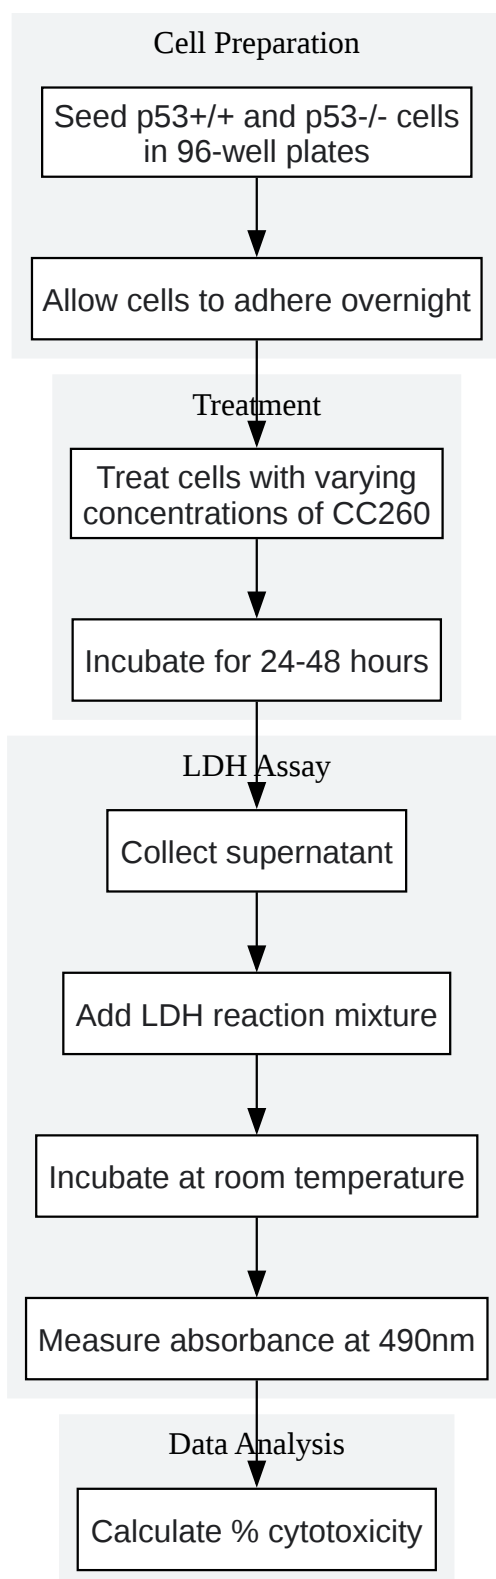 Cell Preparation
Seed p53+/+ and p53-/- cells
in 96-well plates
Allow cells to adhere overnight
Treatment
Treat cells with varying
concentrations of CC260
Incubate for 24-48 hours
LDH Assay
Collect supernatant
Add LDH reaction mixture
Incubate at room temperature
Measure absorbance at 490nm
Data Analysis
Calculate % cytotoxicity